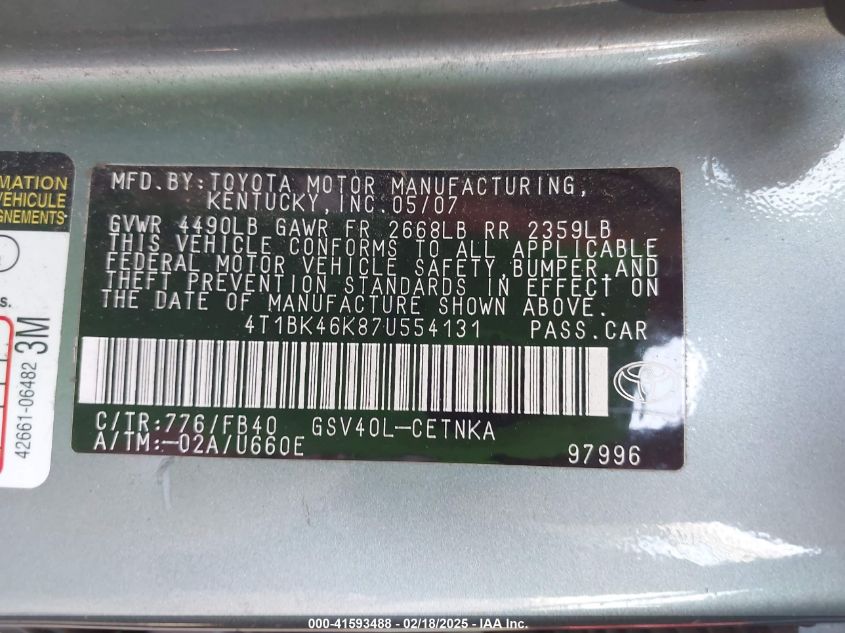 MFD.BY:TOYOTA MOTOR MANUFACTURING,
KENTUCKY,INC.05/07
GVWR 4490LB GAWR FR 2668LB RR 2359LB
THIS VEHICLE CONFORMS TO ALL APPLICABLE
FEDERAL MOTOR VEHICLE SAFETY,BUMPER,AND
THEFT PREVENTION STANDARDS IN EFFECT ON
THE DATE OF MANUFACTURE SHOWN ABOVE.
4T1BK46K87U554131 PASS.CAR
C/TR:776/FB40 GSV40L-CETNKA
A/TM:-02A/U660E
97996
MATION
VEHICULE
GNEMENTS
s.
3M
42661-06482
000-41593488 - 02/18/2025 - IAA Inc.